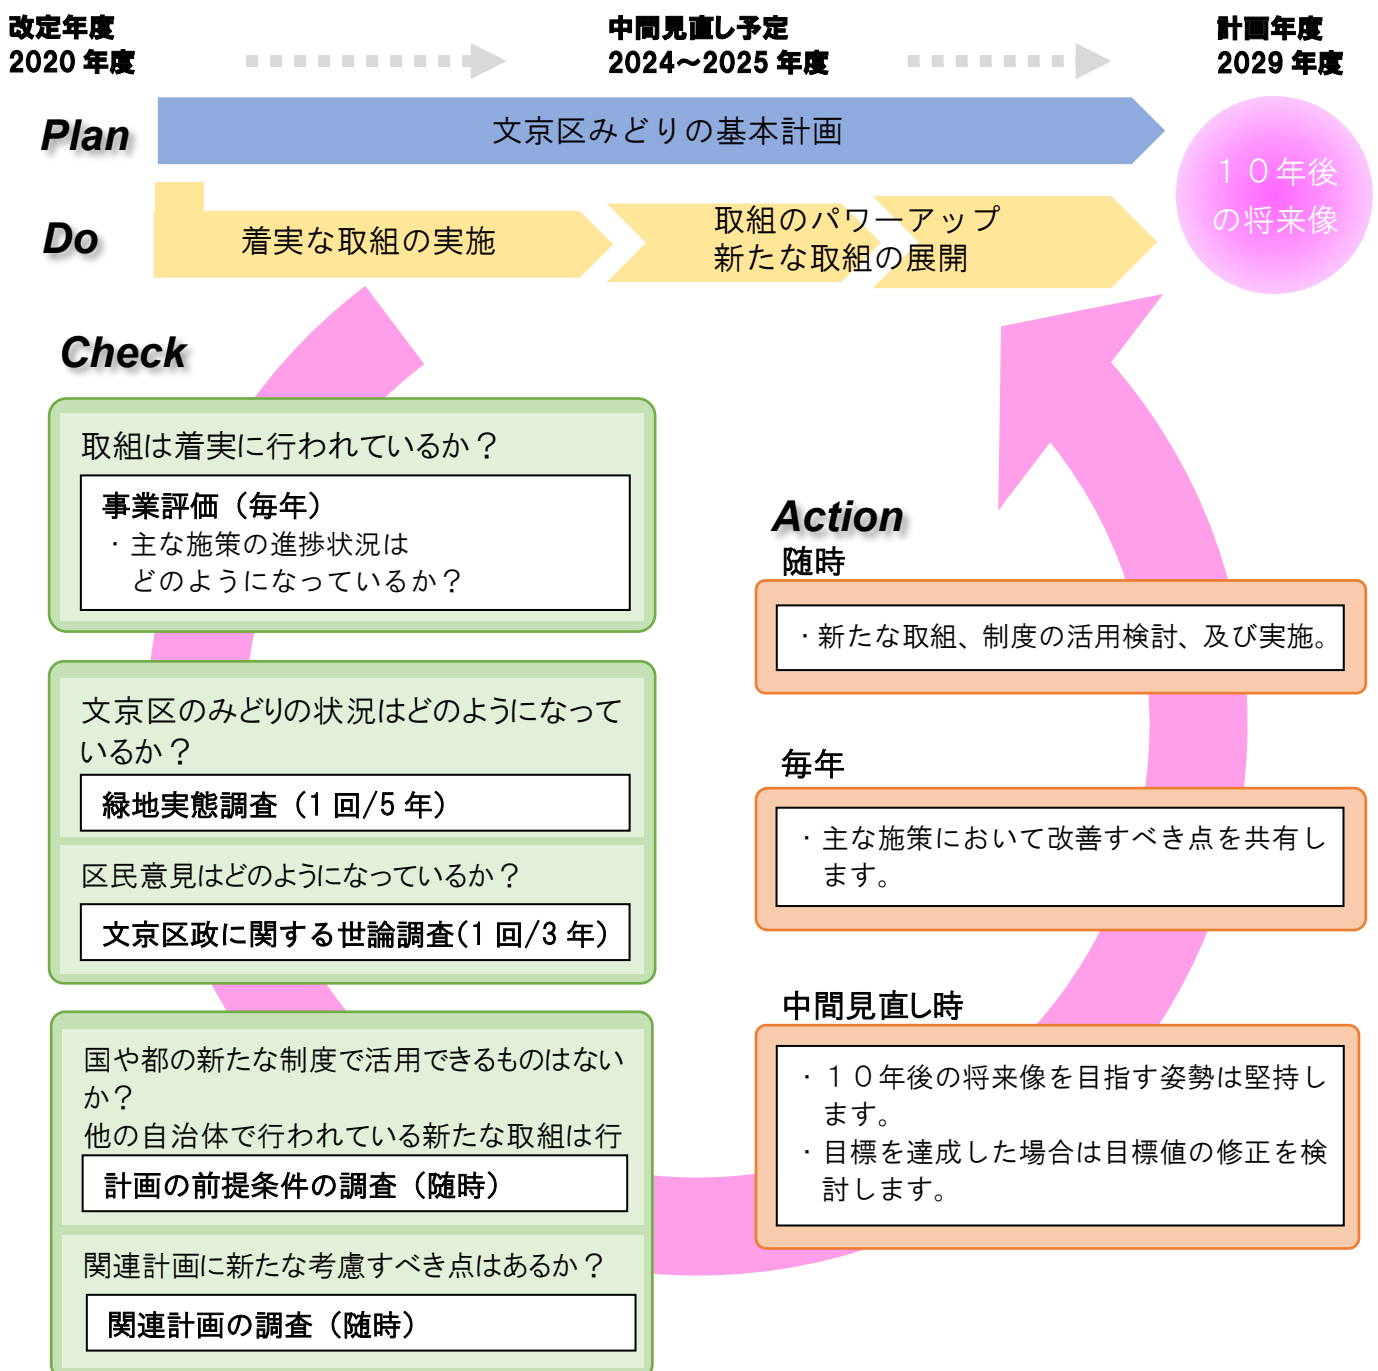 改定年度
2020 年度
中間見直し予定
2024～2025 年度
計画年度
2029 年度
Plan
文京区みどりの基本計画
１０年後
の将来像
Do
着実な取組の実施
取組のパワーアップ
新たな取組の展開
Check
取組は着実に行われているか？
事業評価（毎年）
・主な施策の進捗状況は
どのようになっているか？
文京区のみどりの状況はどのようになって
いるか？
緑地実態調査（1 回/5 年）
区民意見はどのようになっているか？
文京区政に関する世論調査(1 回/3 年)
国や都の新たな制度で活用できるものはない
か？
他の自治体で行われている新たな取組は行
計画の前提条件の調査（随時）
関連計画に新たな考慮すべき点はあるか？
関連計画の調査（随時）
Action
随時
・新たな取組、制度の活用検討、及び実施。
毎年
・主な施策において改善すべき点を共有し
ます。
中間見直し時
・１０年後の将来像を目指す姿勢は堅持し
ます。
・目標を達成した場合は目標値の修正を検
討します。